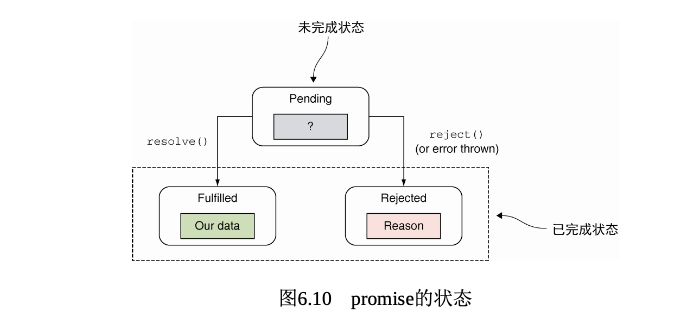 未完成状态
Pending
?
resolve()
reject()
(or error thrown)
Fulfilled
Our data
Rejected
Reason
已完成状态
图6.10 promise的状态